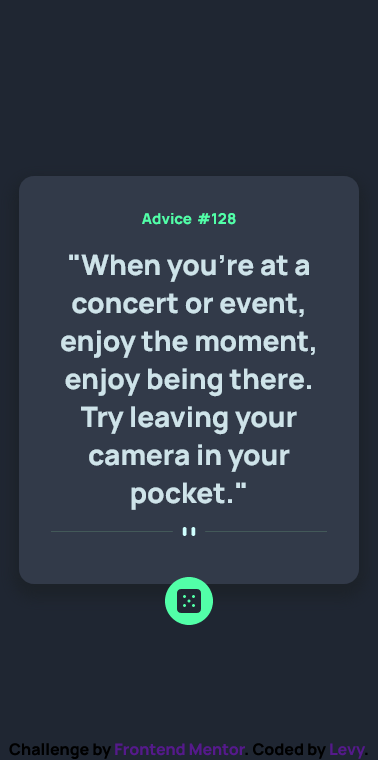 Advice #128
"When you're at a
concert or event,
enjoy the moment,
enjoy being there.
Try leaving your
camera in your
pocket."
Challenge by Frontend Mentor. Coded by Levy.